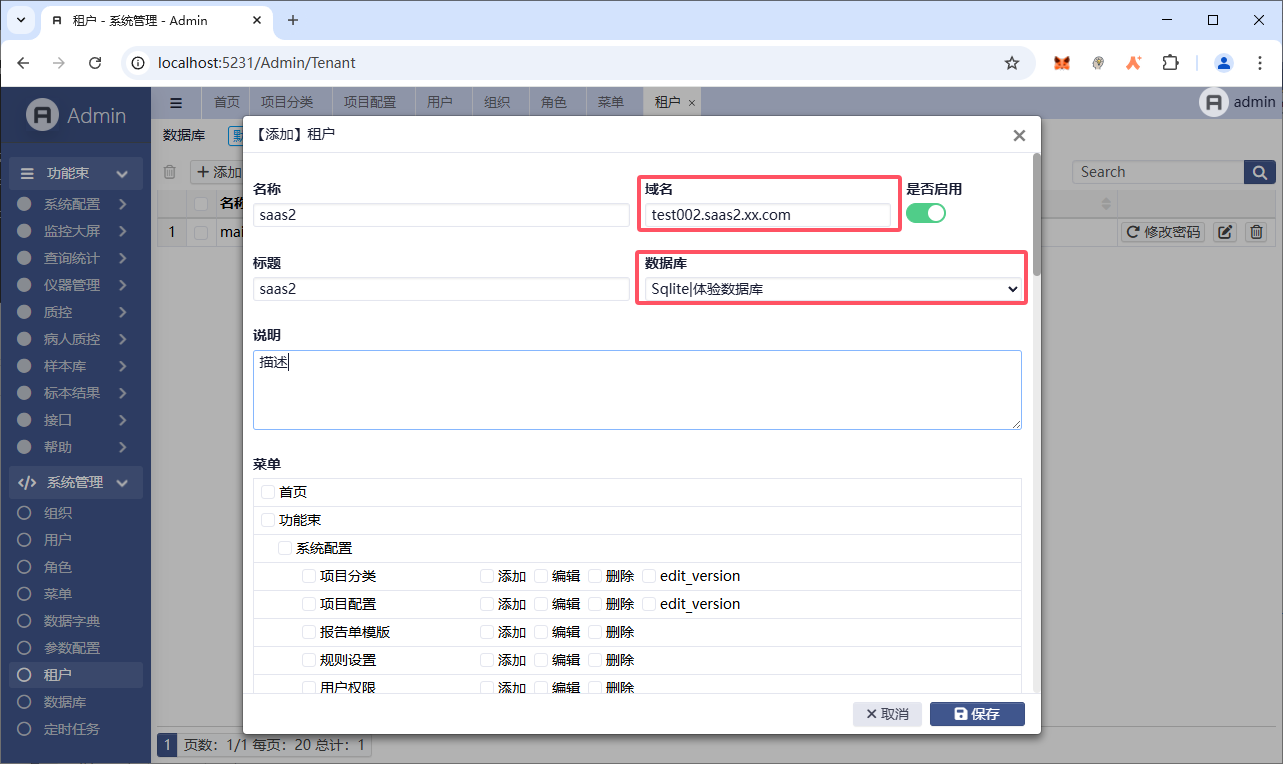 租户 - 系统管理 - Admin
localhost:5231/Admin/Tenant
Admin
首页 项目分类 项目配置 用户 组织 角色 菜单 租户 ×
admin
数据库
添加
Search
名称
1 mai
修改密码
功能束
系统配置
监控大屏
查询统计
仪器管理
质控
病人质控
样本库
标本结果
接口
帮助
系统管理
组织
用户
角色
菜单
数据字典
参数配置
租户
数据库
定时任务
【添加】租户
名称 域名 是否启用
saas2 test002.saas2.xx.com
标题 数据库
saas2 Sqlite|体验数据库
说明
描述
菜单
首页
功能束
系统配置
项目分类 添加 编辑 删除 edit_version
项目配置 添加 编辑 删除 edit_version
报告单模版 添加 编辑 删除
规则设置 添加 编辑 删除
用户权限 添加 编辑 删除
取消 保存
1 页数：1/1 每页：20 总计：1